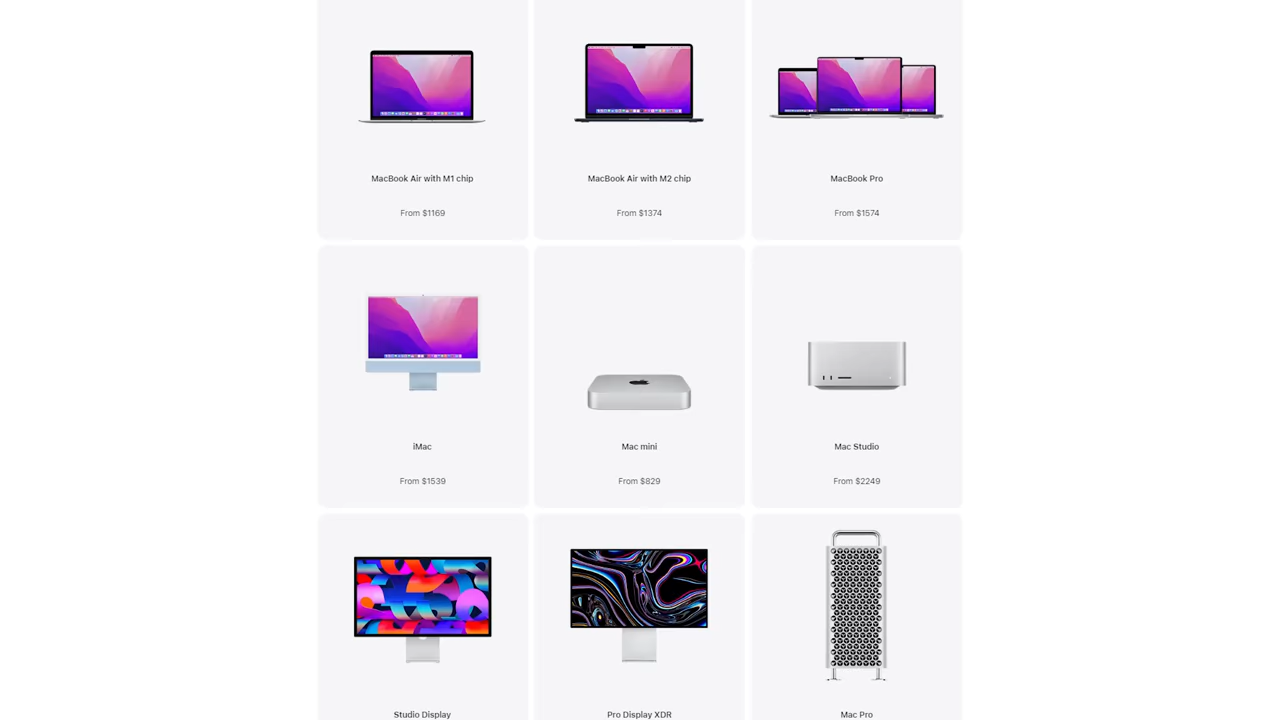 MacBook Air with M1 chip
MacBook Air with M2 chip
MacBook Pro
From $1169
From $1374
From $1574
iMac
Mac mini
Mac Studio
From $1539
From $829
From $2249
Studio Display
Pro Display XDR
Mac Pro